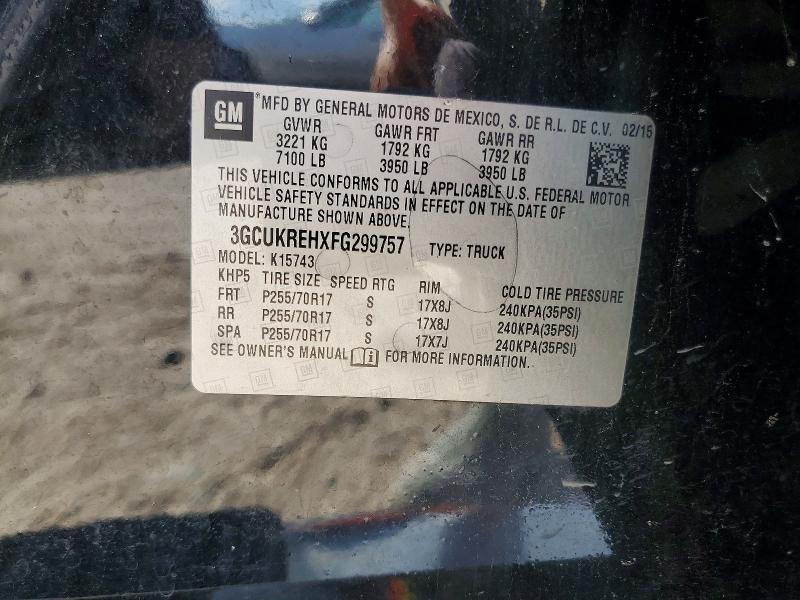 GM *MFD BY GENERAL MOTORS DE MEXICO, S. DE R.L. DE C.V. 02/15
GVWR GAWR FRT GAWR RR
3221 KG 1792 KG 1792 KG
7100 LB 3950 LB 3950 LB
THIS VEHICLE CONFORMS TO ALL APPLICABLE U.S. FEDERAL MOTOR
VEHICLE SAFETY STANDARDS IN EFFECT ON THE DATE OF
MANUFACTURE SHOWN ABOVE.
3GCUKREHXFG299757 TYPE: TRUCK
MODEL: K15743
KHP5 TIRE SIZE SPEED RTG RIM COLD TIRE PRESSURE
FRT P255/70R17 S 17X8J 240KPA(35PSI)
RR P255/70R17 S 17X8J 240KPA(35PSI)
SPA P255/70R17 S 17X7J 240KPA(35PSI)
SEE OWNER'S MANUAL FOR MORE INFORMATION.